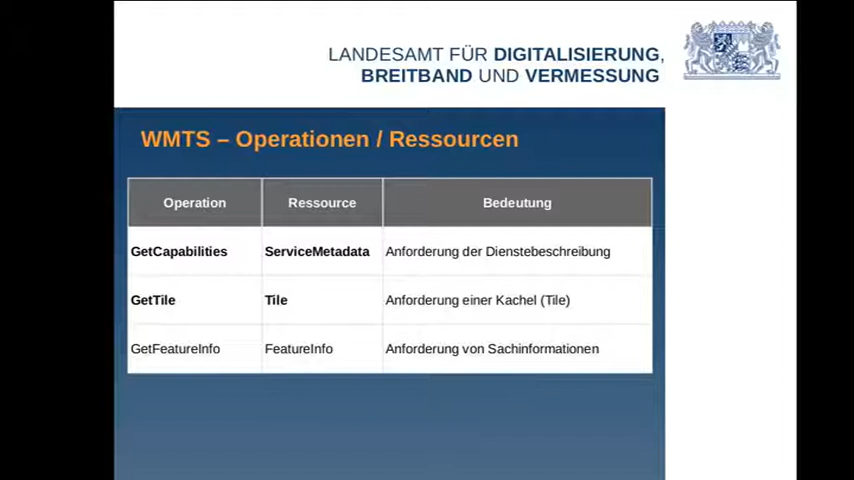 LANDESAMT FÜR DIGITALISIERUNG,
BREITBAND UND VERMESSUNG
WMTS – Operationen / Ressourcen
Operation Ressource Bedeutung
GetCapabilities ServiceMetadata Anforderung der Dienstebeschreibung
GetTile Tile Anforderung einer Kachel (Tile)
GetFeatureInfo FeatureInfo Anforderung von Sachinformationen